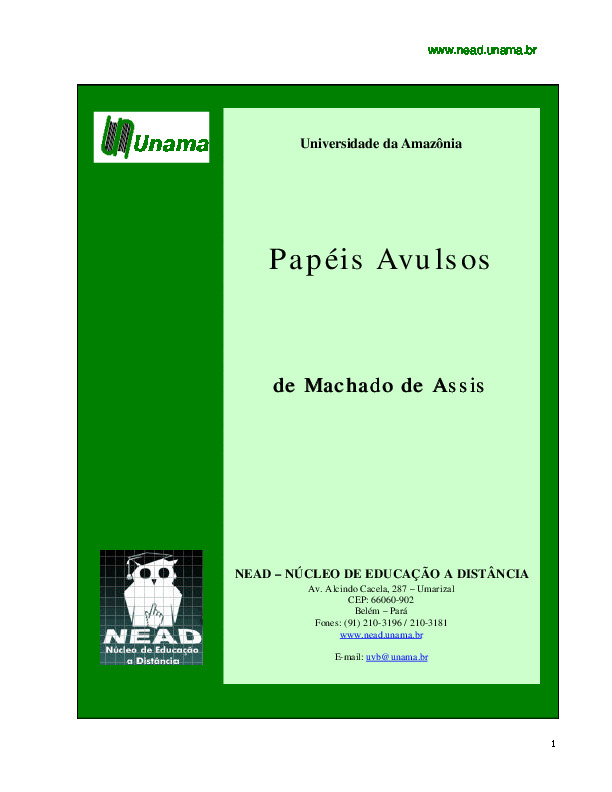 www.nead.unama.br
Unama
Universidade da Amazônia
Papéis Avulsos
de Machado de Assis
NEAD – NÚCLEO DE EDUCAÇÃO A DISTÂNCIA
Av. Alcindo Cacela, 287 – Umarizal
CEP: 66060-902
Belém – Pará
Fones: (91) 210-3196 / 210-3181
www.nead.unama.br
E-mail: uvb@unama.br
NEAD
Núcleo de Educação
a Distância
1